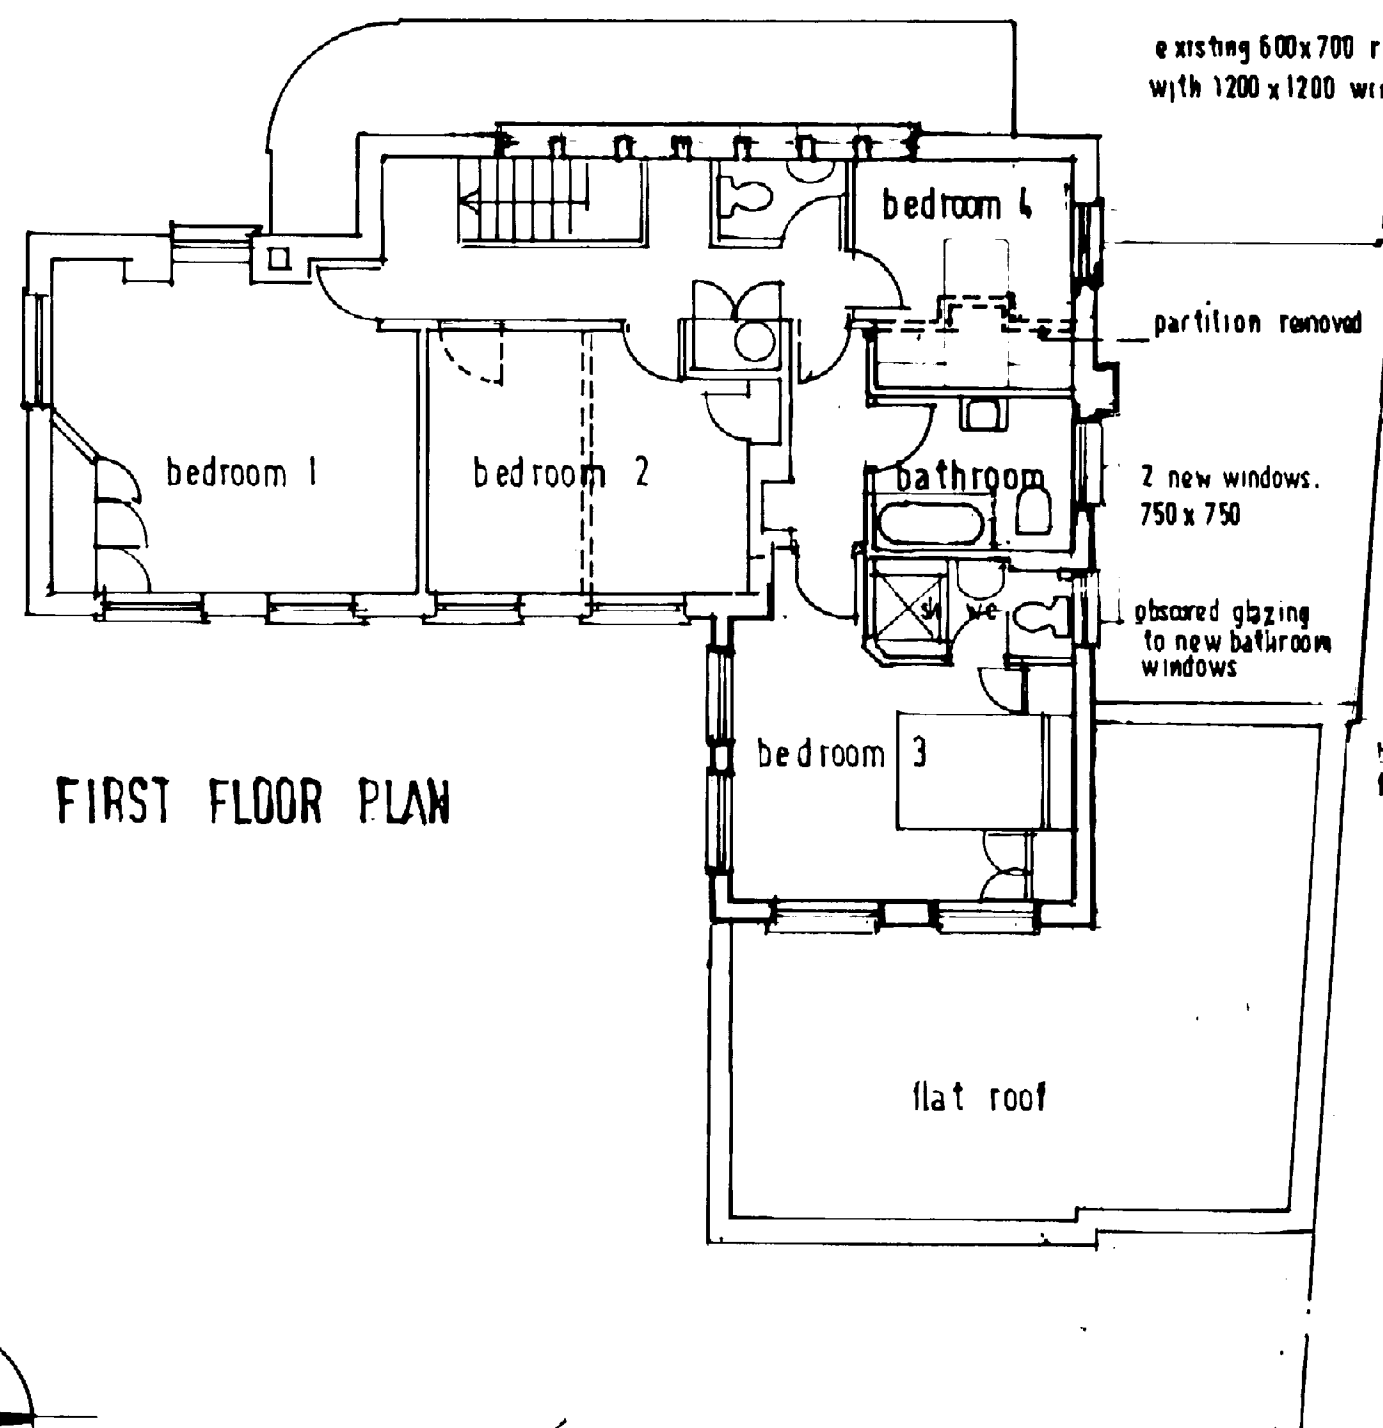 existing 600x700
with 1200 x 1200
bedroom 4
partition removed
bedroom 1
bedroom 2
bathroom
2 new windows.
750 x 750
sh wc
obscured glazing
to new bathroom
windows
bedroom 3
FIRST FLOOR PLAN
flat roof